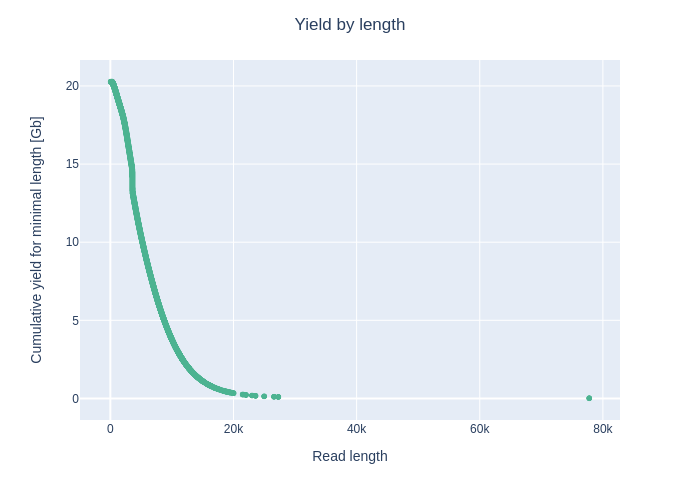 Yield by length
Cumulative yield for minimal length [Gb]
20
15
10
5
0
0
20k
40k
60k
80k
Read length